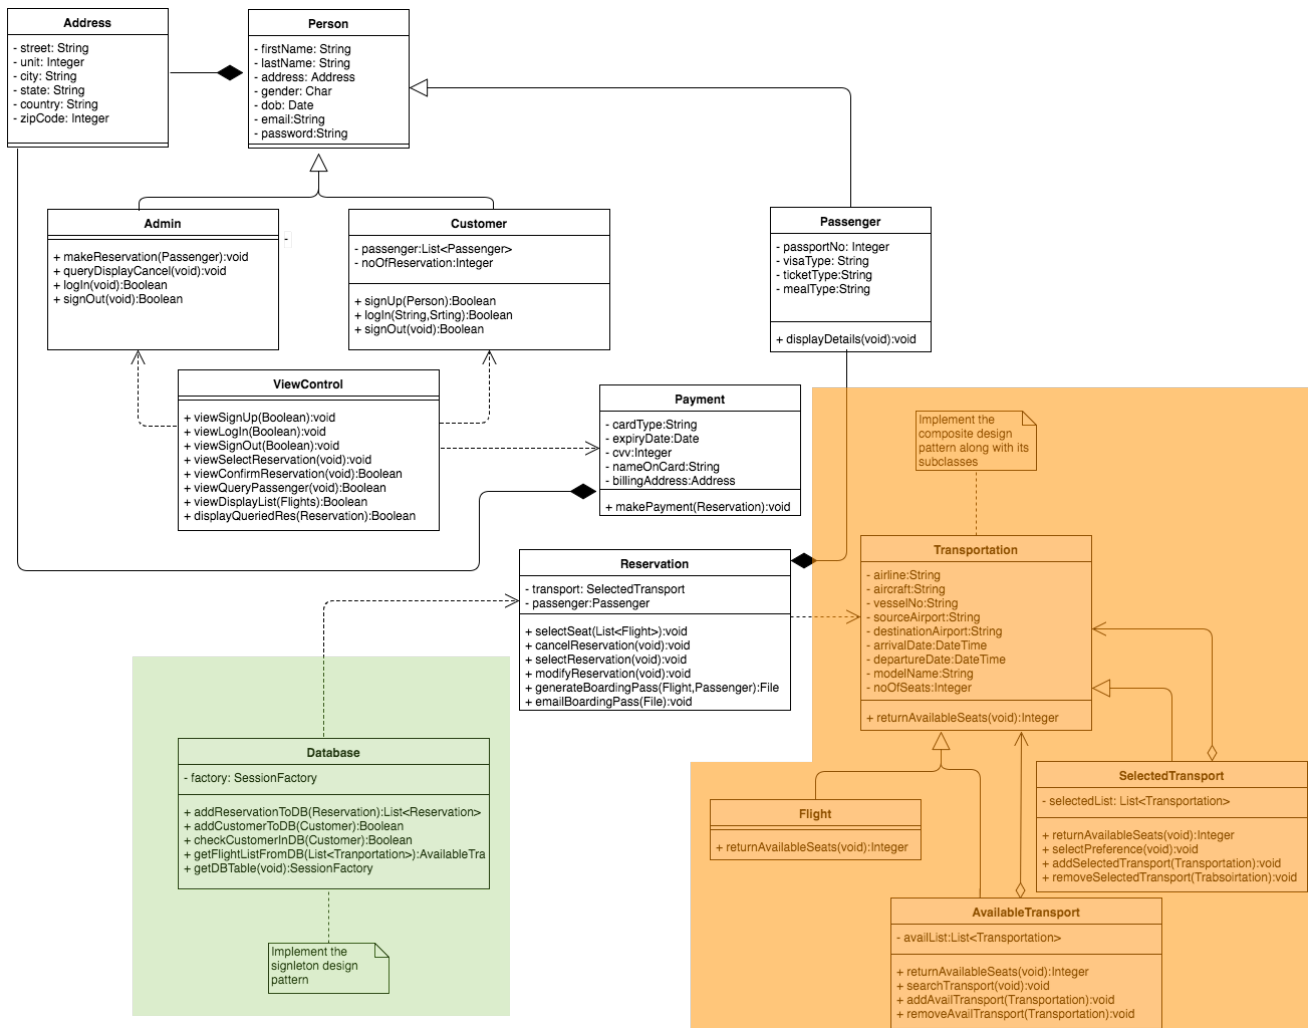 Address
- street: String
- unit: Integer
- city: String
- state: String
- country: String
- zipCode: Integer
Person
- firstName: String
- lastName: String
- address: Address
- gender: Char
- dob: Date
- email:String
- password:String
Admin
+ makeReservation(Passenger):void
+ queryDisplayCancel(void):void
+ logIn(void):Boolean
+ signOut(void):Boolean
-
Customer
- passenger:List<Passenger>
- noOfReservation:Integer
+ signUp(Person):Boolean
+ logIn(String,Srting):Boolean
+ signOut(void):Boolean
Passenger
- passportNo: Integer
- visaType: String
- ticketType:String
- mealType:String
+ displayDetails(void):void
ViewControl
+ viewSignUp(Boolean):void
+ viewLogIn(Boolean):void
+ viewSignOut(Boolean):void
+ viewSelectReservation(void):void
+ viewConfirmReservation(void):Boolean
+ viewQueryPassenger(void):Boolean
+ viewDisplayList(Flights):Boolean
+ displayQueriedRes(Reservation):Boolean
Payment
- cardType:String
- expiryDate:Date
- cvv:Integer
- nameOnCard:String
- billingAddress:Address
+ makePayment(Reservation):void
Implement the
composite design
pattern along with its
subclasses
Reservation
- transport: SelectedTransport
- passenger:Passenger
+ selectSeat(List<Flight>):void
+ cancelReservation(void):void
+ selectReservation(void):void
+ modifyReservation(void):void
+ generateBoardingPass(Flight,Passenger):File
+ emailBoardingPass(File):void
Transportation
- airline:String
- aircraft:String
- vesselNo:String
- sourceAirport:String
- destinationAirport:String
- arrivalDate:DateTime
- departureDate:DateTime
- modelName:String
- noOfSeats:Integer
+ returnAvailableSeats(void):Integer
Database
- factory: SessionFactory
+ addReservationToDB(Reservation):List<Reservation>
+ addCustomerToDB(Customer):Boolean
+ checkCustomerInDB(Customer):Boolean
+ getFlightListFromDB(List<Tranportation>):AvailableTra
+ getDBTable(void):SessionFactory
Implement the
signleton design
pattern
Flight
+ returnAvailableSeats(void):Integer
SelectedTransport
- selectedList: List<Transportation>
+ returnAvailableSeats(void):Integer
+ selectPreference(void):void
+ addSelectedTransport(Transportation):void
+ removeSelectedTransport(Trabsoirtation):void
AvailableTransport
- availList:List<Transportation>
+ returnAvailableSeats(void):Integer
+ searchTransport(void):void
+ addAvailTransport(Transportation):void
+ removeAvailTransport(Transportation):void